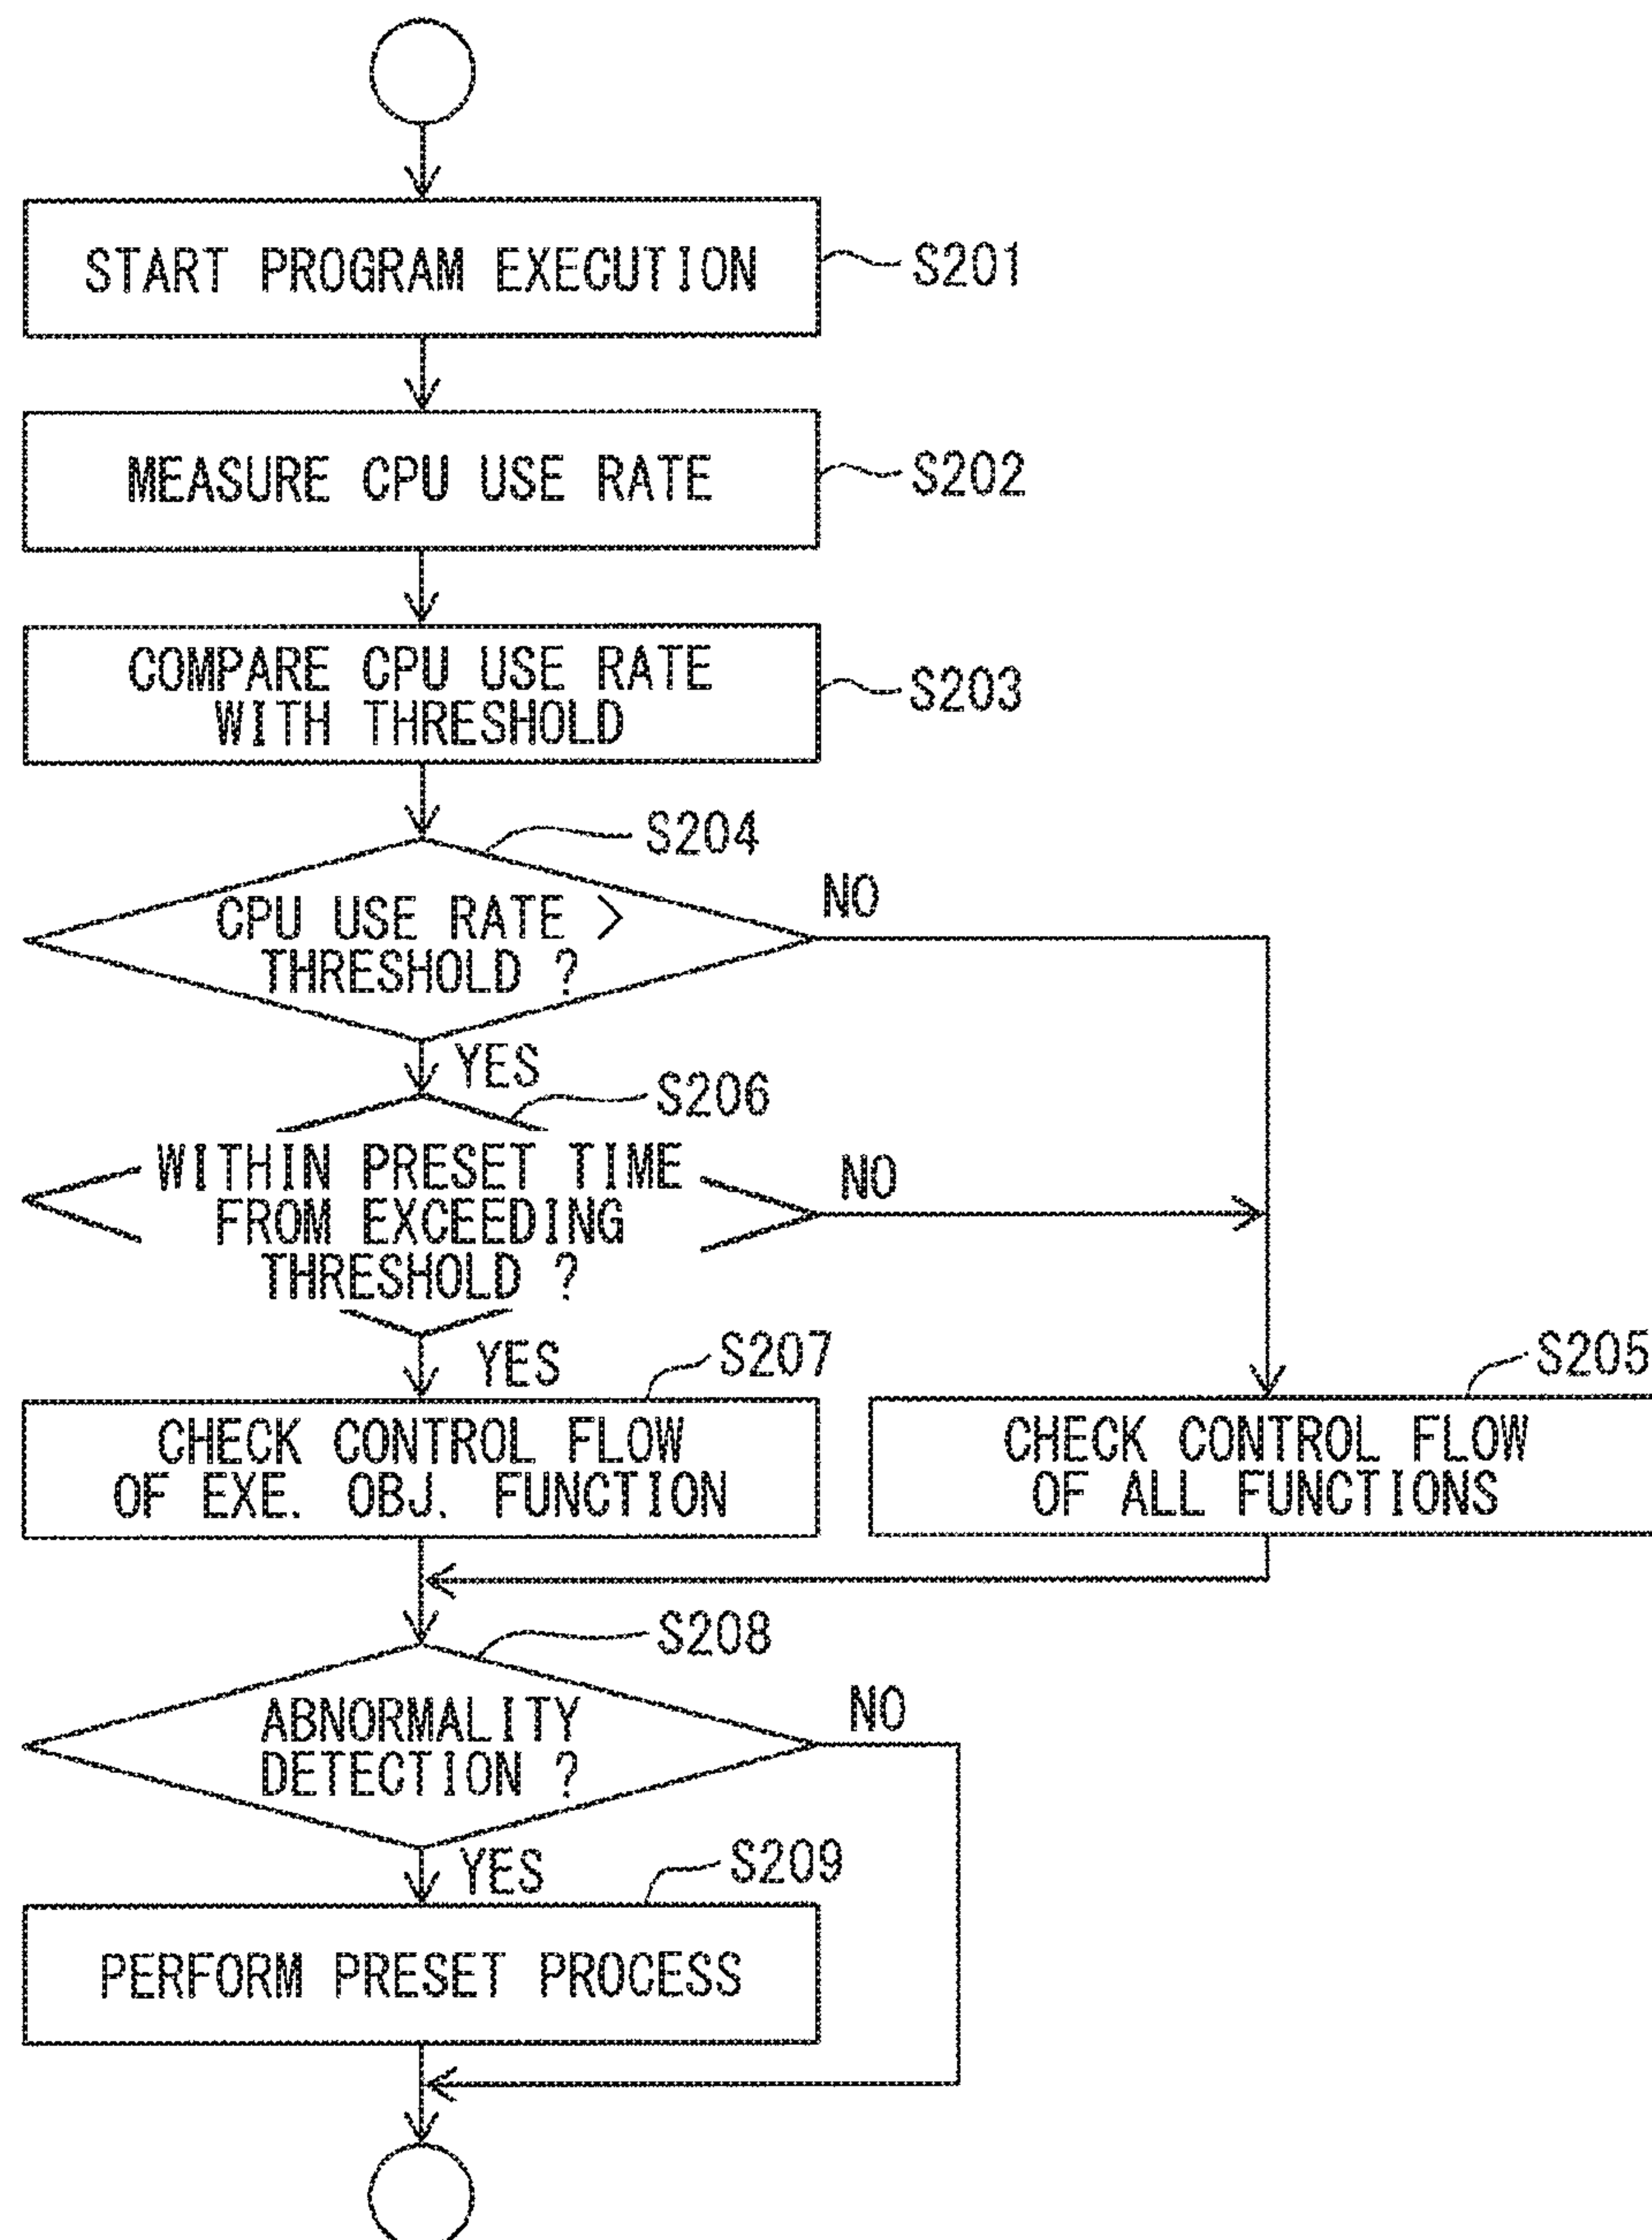 START PROGRAM EXECUTION
S201
MEASURE CPU USE RATE
S202
COMPARE CPU USE RATE
WITH THRESHOLD
S203
S204
CPU USE RATE >
THRESHOLD ?
NO
YES
S206
WITHIN PRESET TIME
FROM EXCEEDING
THRESHOLD ?
NO
YES
S207
CHECK CONTROL FLOW
OF EXE. OBJ. FUNCTION
S205
CHECK CONTROL FLOW
OF ALL FUNCTIONS
S208
ABNORMALITY
DETECTION ?
NO
YES
S209
PERFORM PRESET PROCESS